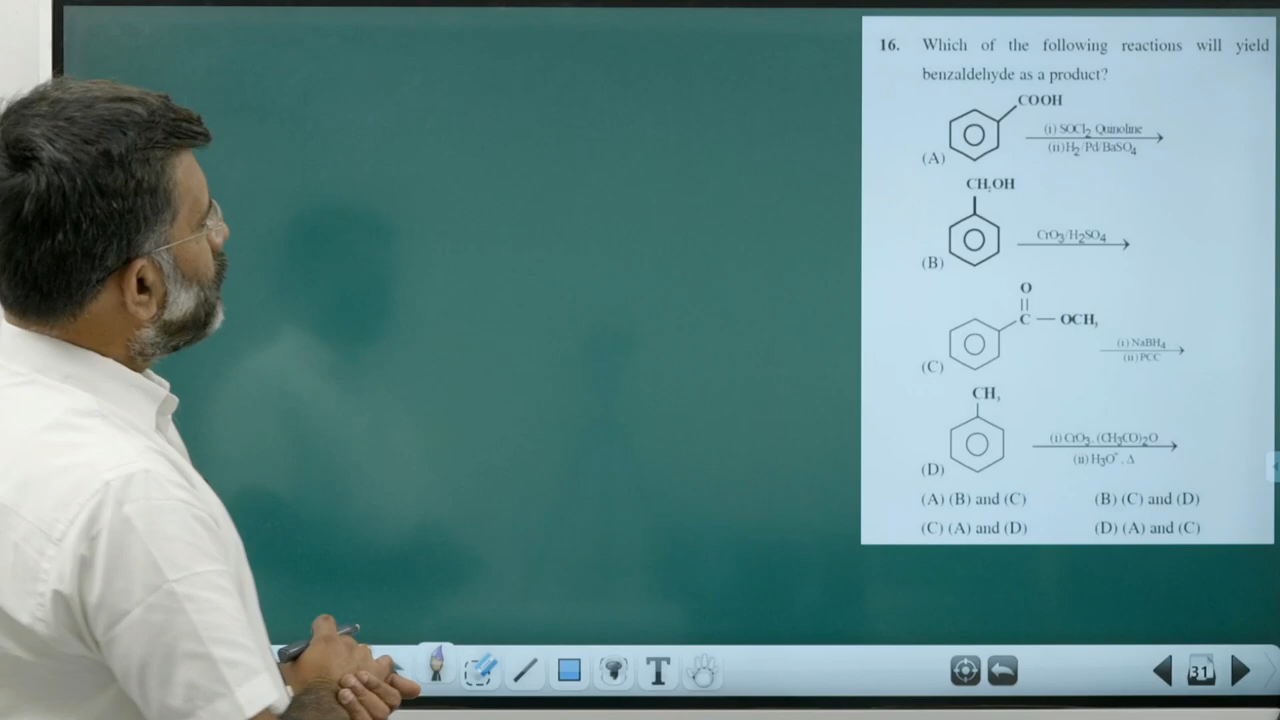 16. Which of the following reactions will yield
benzaldehyde as a product?
COOH
(i) SOCl₂ Quinoline
(ii)H₂/Pd/BaSO₄
(A)
CH₂OH
CrO₃/H₂SO₄
(B)
O
C — OCH₃
(i) NaBH₄
(ii) PCC
(C)
CH₃
(i) CrO₃, (CH₃CO)₂O
(ii) H₃O⁺, Δ
(D)
(A) (B) and (C) (B) (C) and (D)
(C) (A) and (D) (D) (A) and (C)
T
31